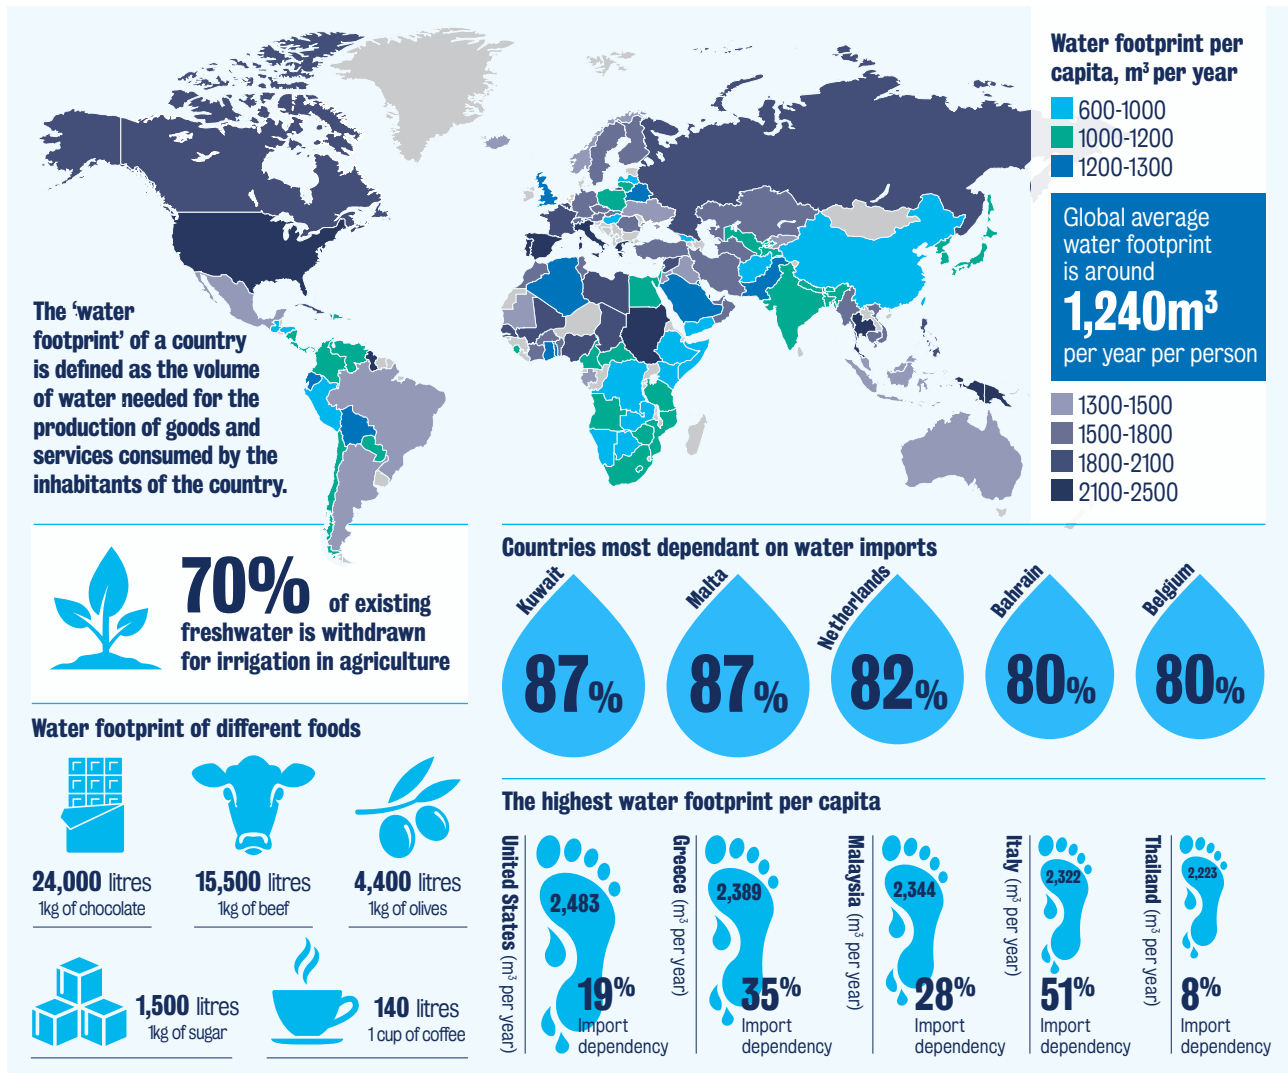 Water footprint per
capita, m³ per year
600-1000
1000-1200
1200-1300
Global average
water footprint
is around
1,240m³
per year per person
1300-1500
1500-1800
1800-2100
2100-2500
The ‘water
footprint’ of a country
is defined as the volume
of water needed for the
production of goods and
services consumed by the
inhabitants of the country.
70% of existing
freshwater is withdrawn
for irrigation in agriculture
Countries most dependant on water imports
Kuwait
87%
Malta
87%
Netherlands
82%
Bahrain
80%
Belgium
80%
Water footprint of different foods
24,000 litres
1kg of chocolate
15,500 litres
1kg of beef
4,400 litres
1kg of olives
1,500 litres
1kg of sugar
140 litres
1 cup of coffee
The highest water footprint per capita
United States (m³ per year)
2,483
19%
Import
dependency
Greece (m³ per year)
2,389
35%
Import
dependency
Malaysia (m³ per year)
2,344
28%
Import
dependency
Italy (m³ per year)
2,322
51%
Import
dependency
Thailand (m³ per year)
2,223
8%
Import
dependency